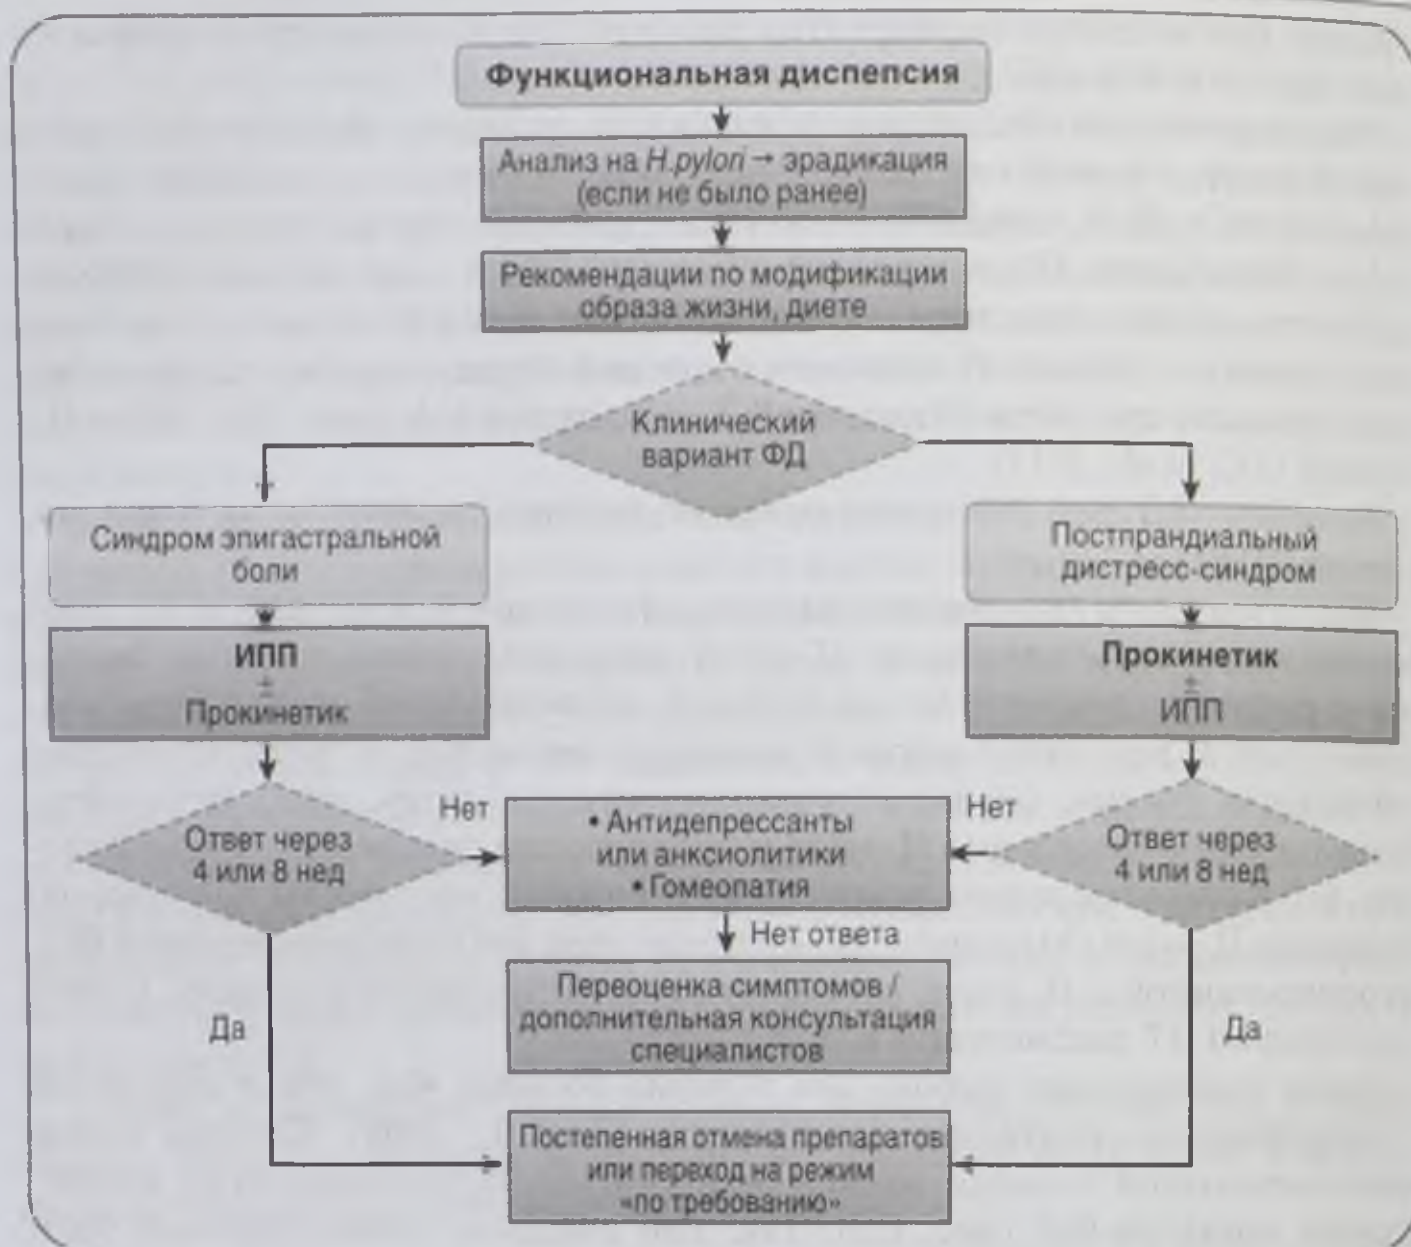 Функциональная диспепсия
Анализ на H.pylori → эрадикация
(если не было ранее)
Рекомендации по модификации
образа жизни, диете
Клинический
вариант ФД
Синдром эпигастральной
боли
Постпрандиальный
дистресс-синдром
ИПП
±
Прокинетик
Прокинетик
±
ИПП
Ответ через
4 или 8 нед
Нет
• Антидепрессанты
или анксиолитики
• Гомеопатия
Нет
Ответ через
4 или 8 нед
Нет ответа
Переоценка симптомов /
дополнительная консультация
специалистов
Да
Да
Постепенная отмена препаратов
или переход на режим
«по требованию»